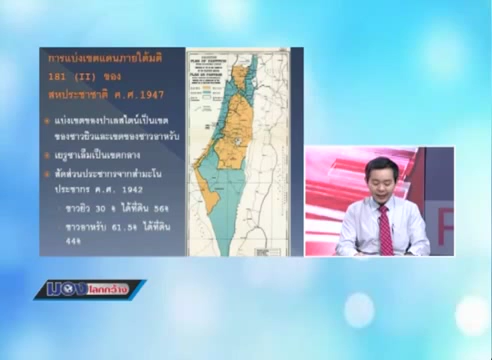 การแบ่งเขตแดนภายใต้มติ
181 (II) ของ
สหประชาชาติ ค.ศ.1947
แบ่งเขตของปาเลสไตน์เป็นเขต
ของชาวยิวและเขตของชาวอาหรับ
เยรูซาเล็มเป็นเขตกลาง
สัดส่วนประชากรจากสำมะโน
ประชากร ค.ศ. 1942
ชาวยิว 30 % ได้ที่ดิน 56%
ชาวอาหรับ 61.5% ได้ที่ดิน
44%
PALESTINE
PLAN OF PARTITION
มองโลกกว้าง